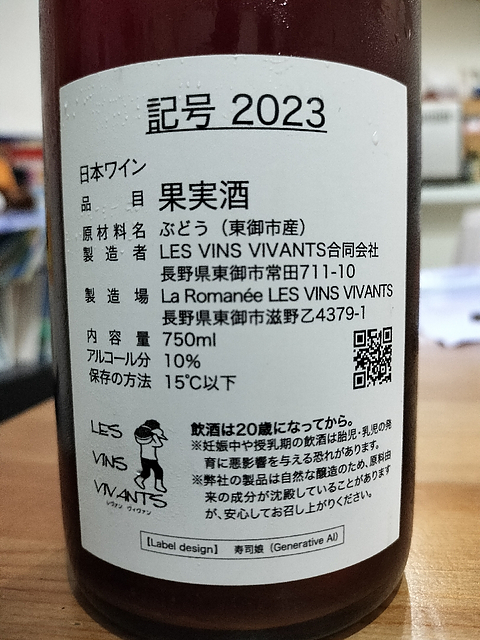 記号 2023
日本ワイン
品目 果実酒
原材料名 ぶどう（東御市産）
製造者 LES VINS VIVANTS合同会社
長野県東御市常田711-10
製造場 La Romanée LES VINS VIVANTS
長野県東御市滋野乙4379-1
内容量 750ml
アルコール分 10%
保存の方法 15℃以下
LES
VINS
VIVANTS
レヴァン ヴィヴァン
飲酒は20歳になってから。
※妊娠中や授乳期の飲酒は胎児・乳児の発
育に悪影響を与える恐れがあります。
※弊社の製品は自然な醸造のため、原料由
来の成分が沈殿していることがあります
が、安心してお召し上がりください。
【Label design】 寿司娘（Generative AI）